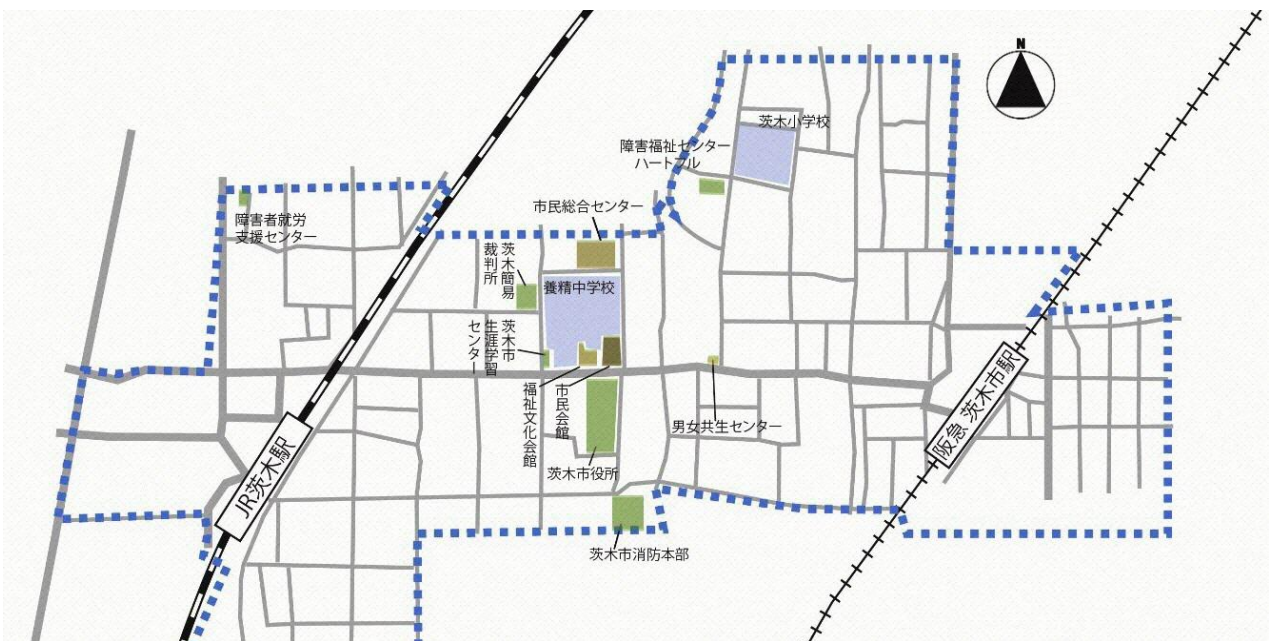 N
茨木小学校
障害福祉センター
ハートフル
市民総合センター
障害者就労
支援センター
茨木簡易
裁判所
養精中学校
茨木市
生涯学習
センター
福祉文化会館
市民会館
男女共生センター
茨木市役所
JR茨木駅
阪急 茨木市駅
茨木市消防本部